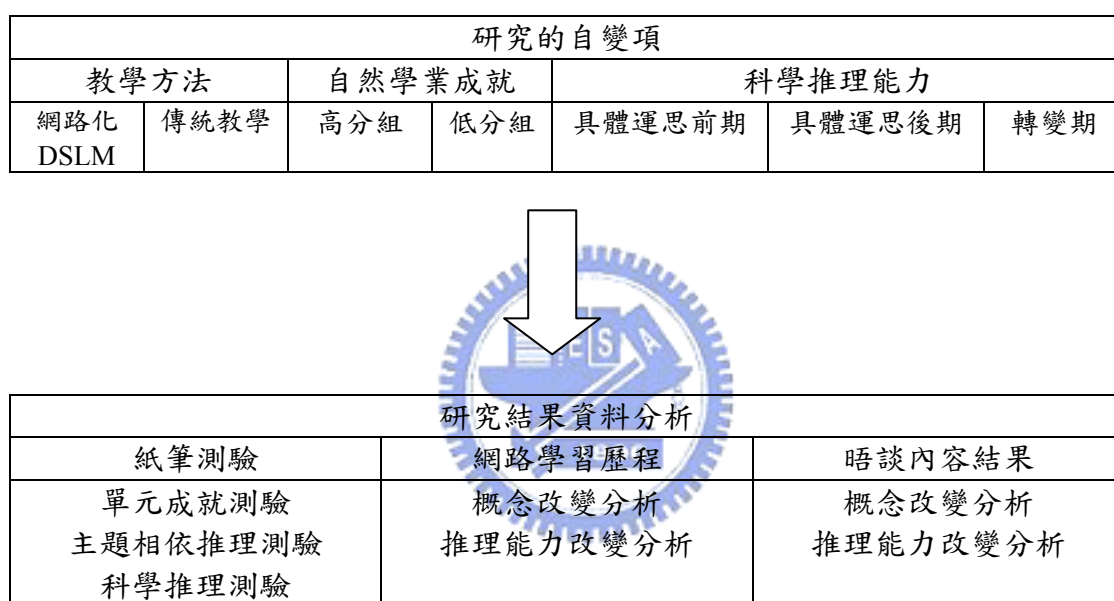 研究的自變項
教學方法 自然學業成就 科學推理能力
網路化 傳統教學 高分組 低分組 具體運思前期 具體運思後期 轉變期
DSLM
E S A
研究結果資料分析
紙筆測驗 網路學習歷程 晤談內容結果
單元成就測驗 概念改變分析 概念改變分析
主題相依推理測驗 推理能力改變分析 推理能力改變分析
科學推理測驗